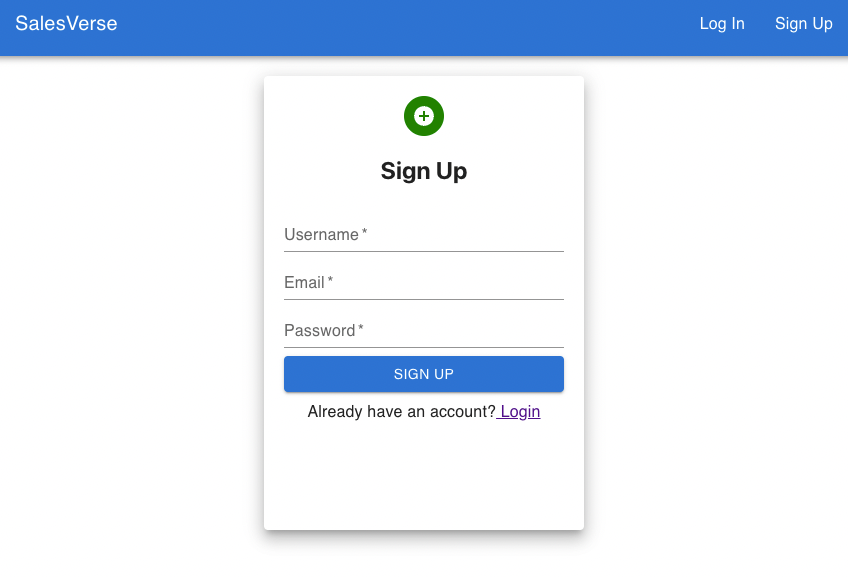 SalesVerse Log In Sign Up
Sign Up
Username *
Email *
Password *
SIGN UP
Already have an account? Login